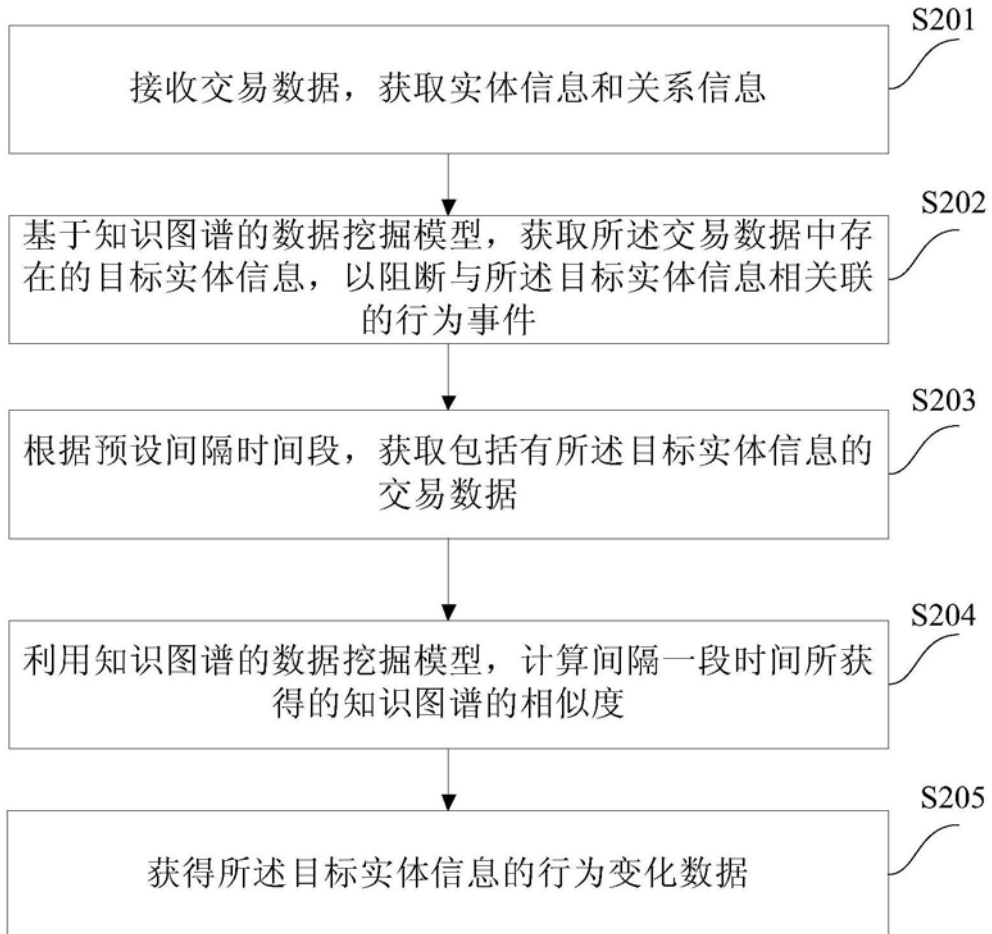 S201
接收交易数据，获取实体信息和关系信息
S202
基于知识图谱的数据挖掘模型，获取所述交易数据中存
在的目标实体信息，以阻断与所述目标实体信息相关联
的行为事件
S203
根据预设间隔时间段，获取包括有所述目标实体信息的
交易数据
S204
利用知识图谱的数据挖掘模型，计算间隔一段时间所获
得的知识图谱的相似度
S205
获得所述目标实体信息的行为变化数据